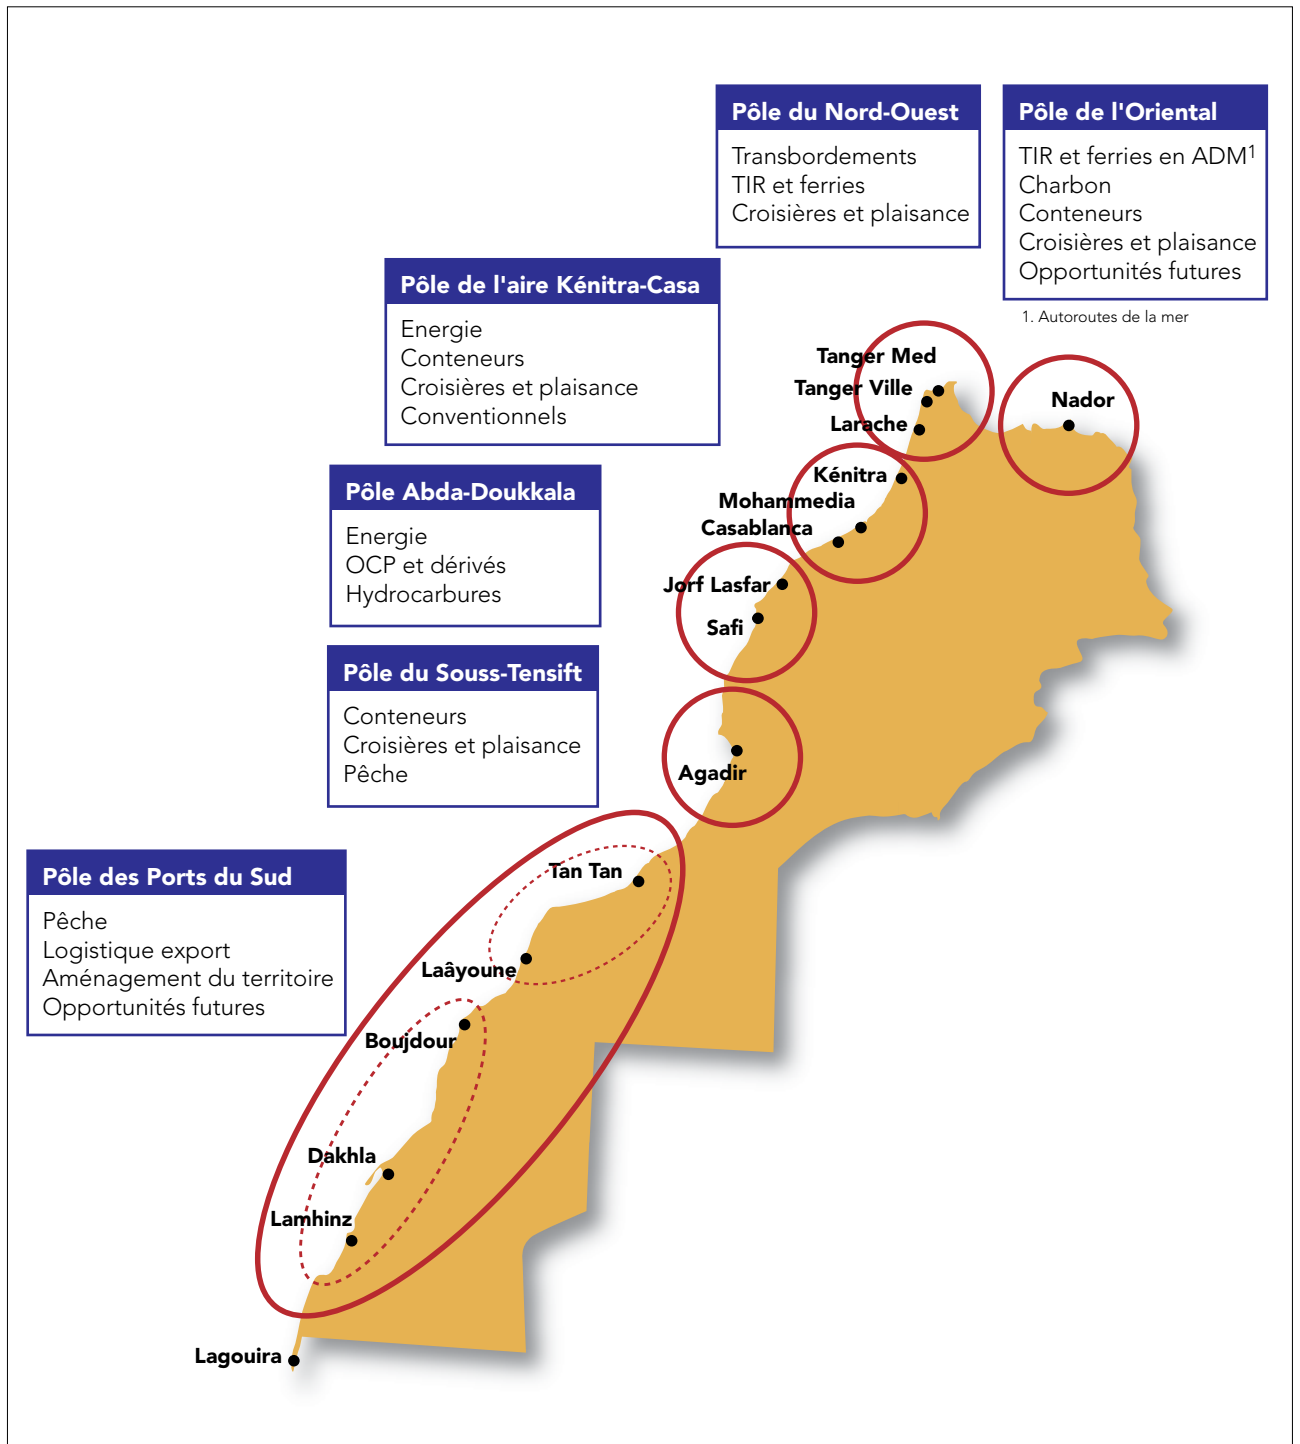 Pôle du Nord-Ouest
Transbordements
TIR et ferries
Croisières et plaisance
Pôle de l'Oriental
TIR et ferries en ADM1
Charbon
Conteneurs
Croisières et plaisance
Opportunités futures
1. Autoroutes de la mer
Pôle de l'aire Kénitra-Casa
Energie
Conteneurs
Croisières et plaisance
Conventionnels
Pôle Abda-Doukkala
Energie
OCP et dérivés
Hydrocarbures
Pôle du Souss-Tensift
Conteneurs
Croisières et plaisance
Pêche
Pôle des Ports du Sud
Pêche
Logistique export
Aménagement du territoire
Opportunités futures
Tanger Med
Tanger Ville
Larache
Nador
Kénitra
Mohammedia
Casablanca
Jorf Lasfar
Safi
Agadir
Tan Tan
Laâyoune
Boujdour
Dakhla
Lamhinz
Lagouira